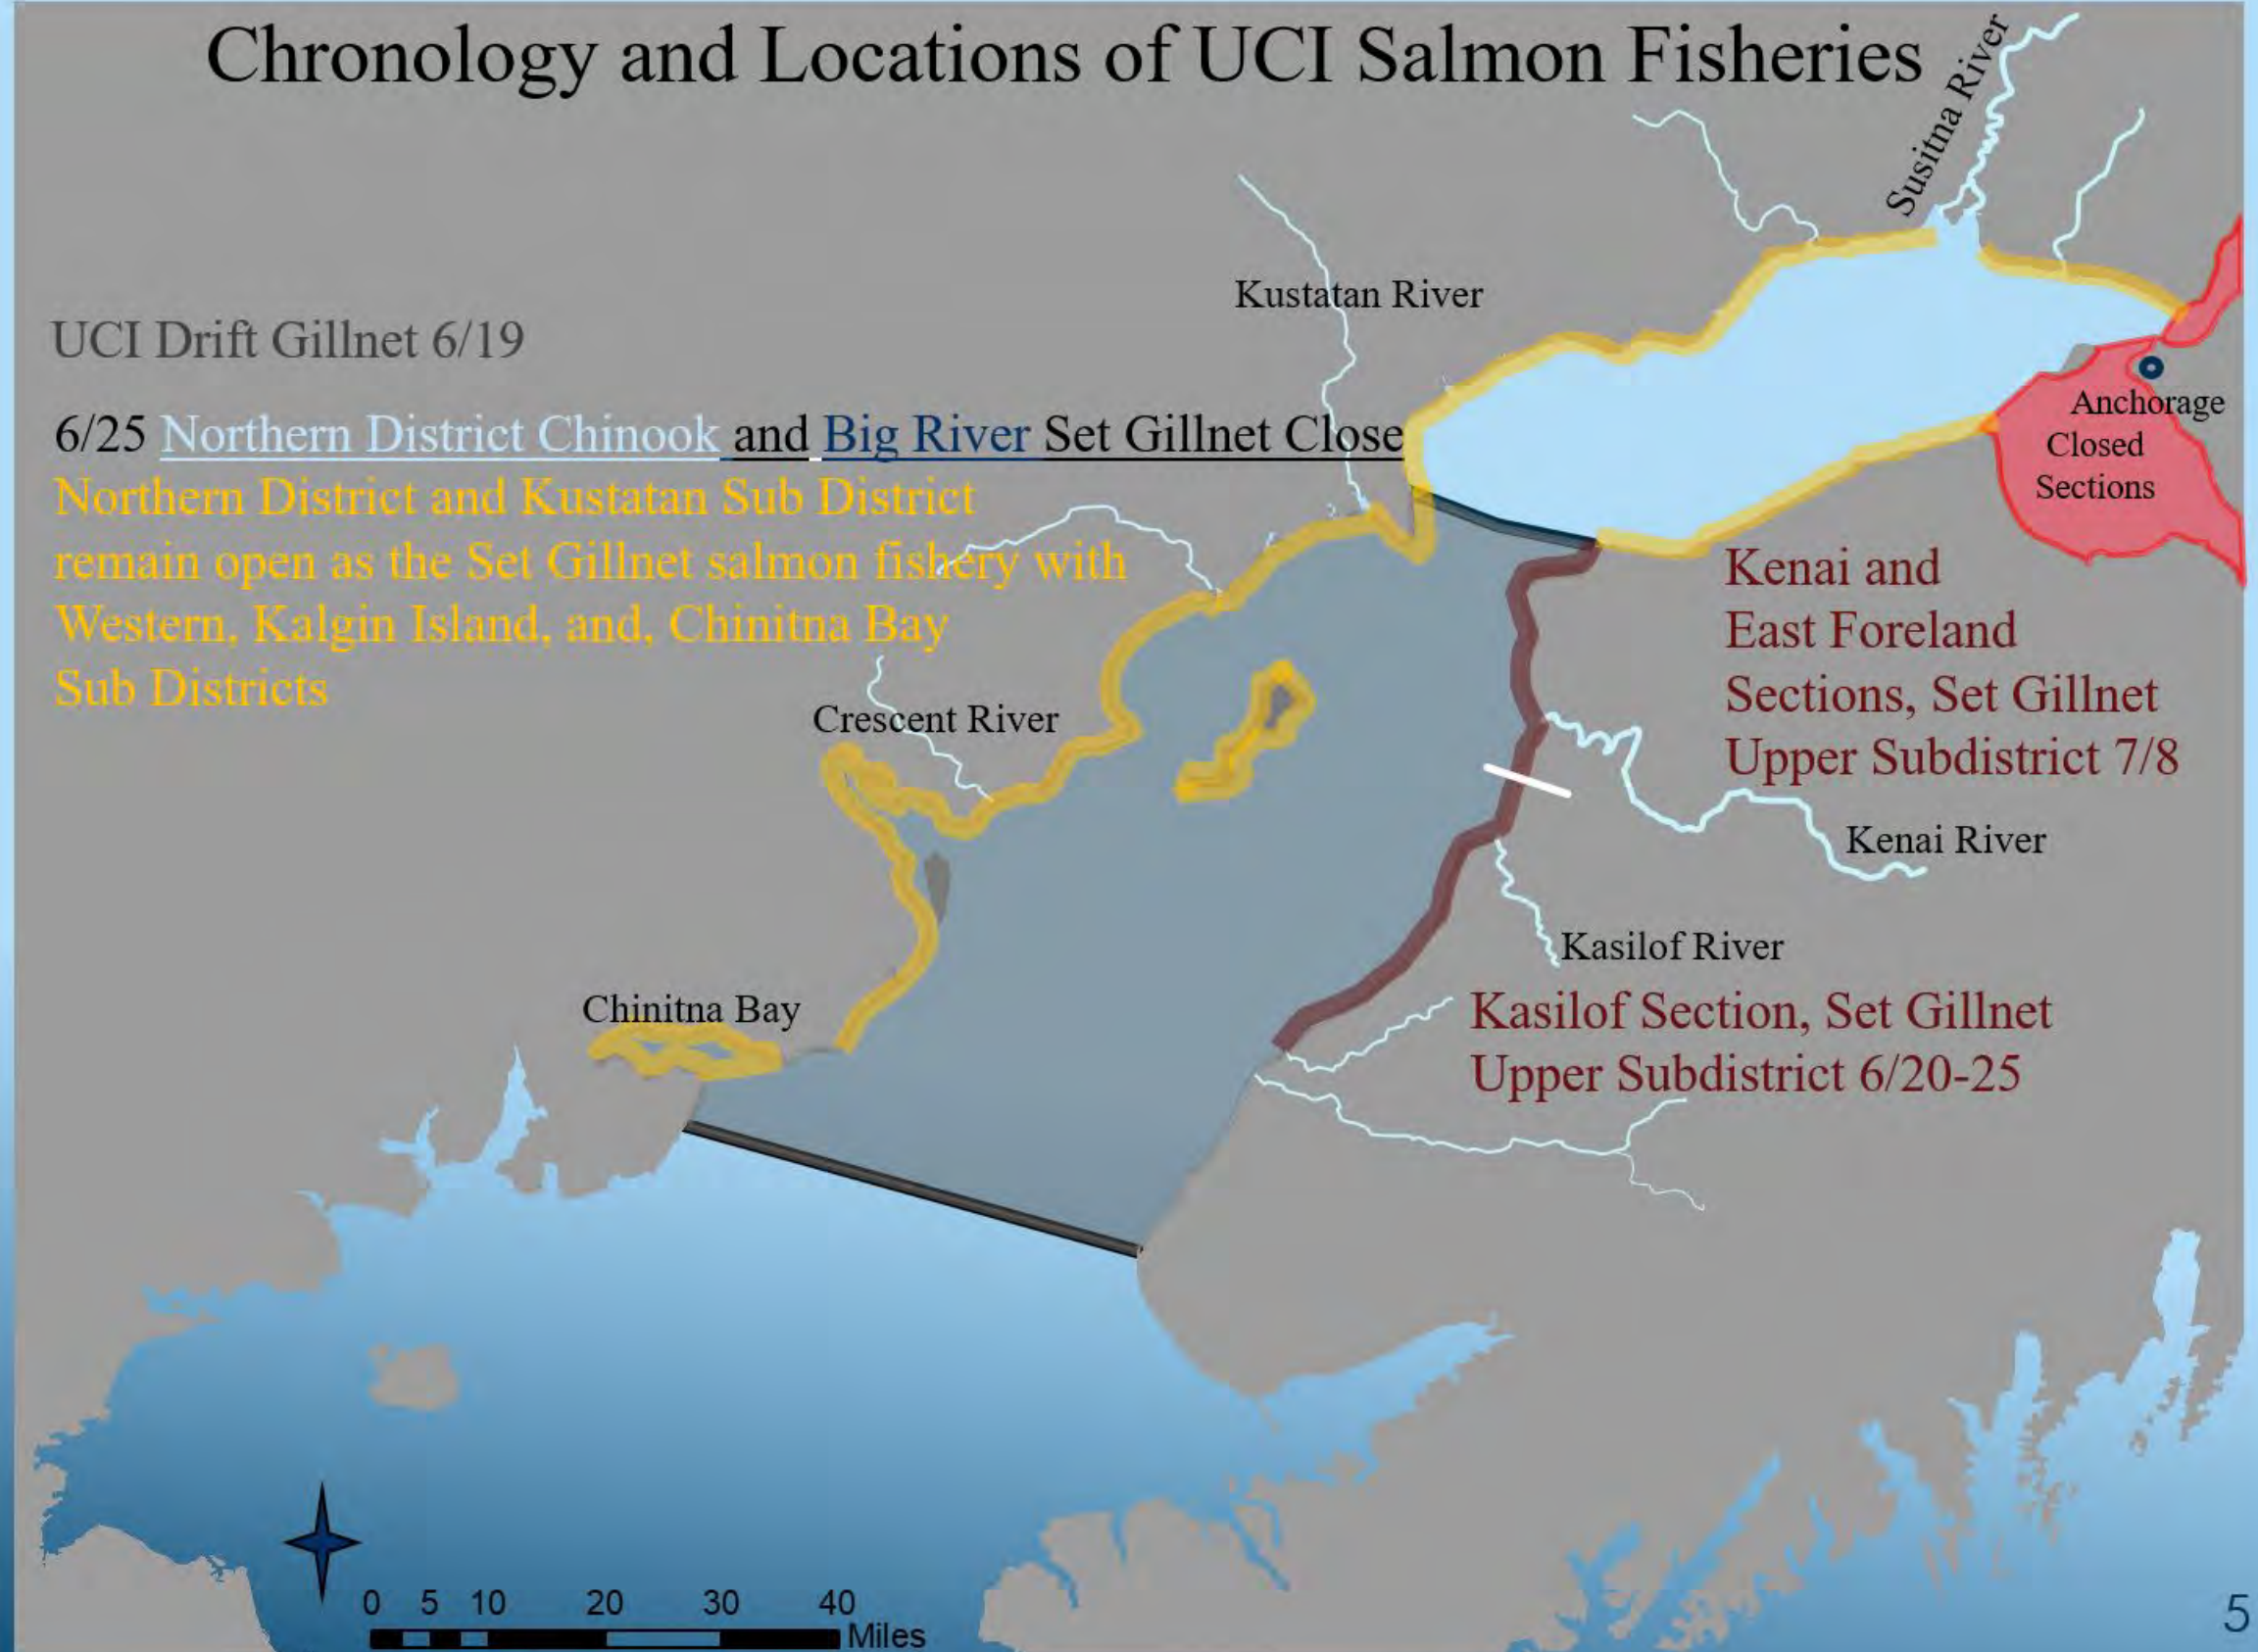 Chronology and Locations of UCI Salmon Fisheries
Susitna River
Kustatan River
UCI Drift Gillnet 6/19
6/25 Northern District Chinook and Big River Set Gillnet Close
Northern District and Kustatan Sub District
remain open as the Set Gillnet salmon fishery with
Western, Kalgin Island, and, Chinitna Bay
Sub Districts
Anchorage
Closed
Sections
Kenai and
East Foreland
Sections, Set Gillnet
Upper Subdistrict 7/8
Crescent River
Kenai River
Kasilof River
Chinitna Bay
Kasilof Section, Set Gillnet
Upper Subdistrict 6/20-25
0 5 10 20 30 40
Miles
5